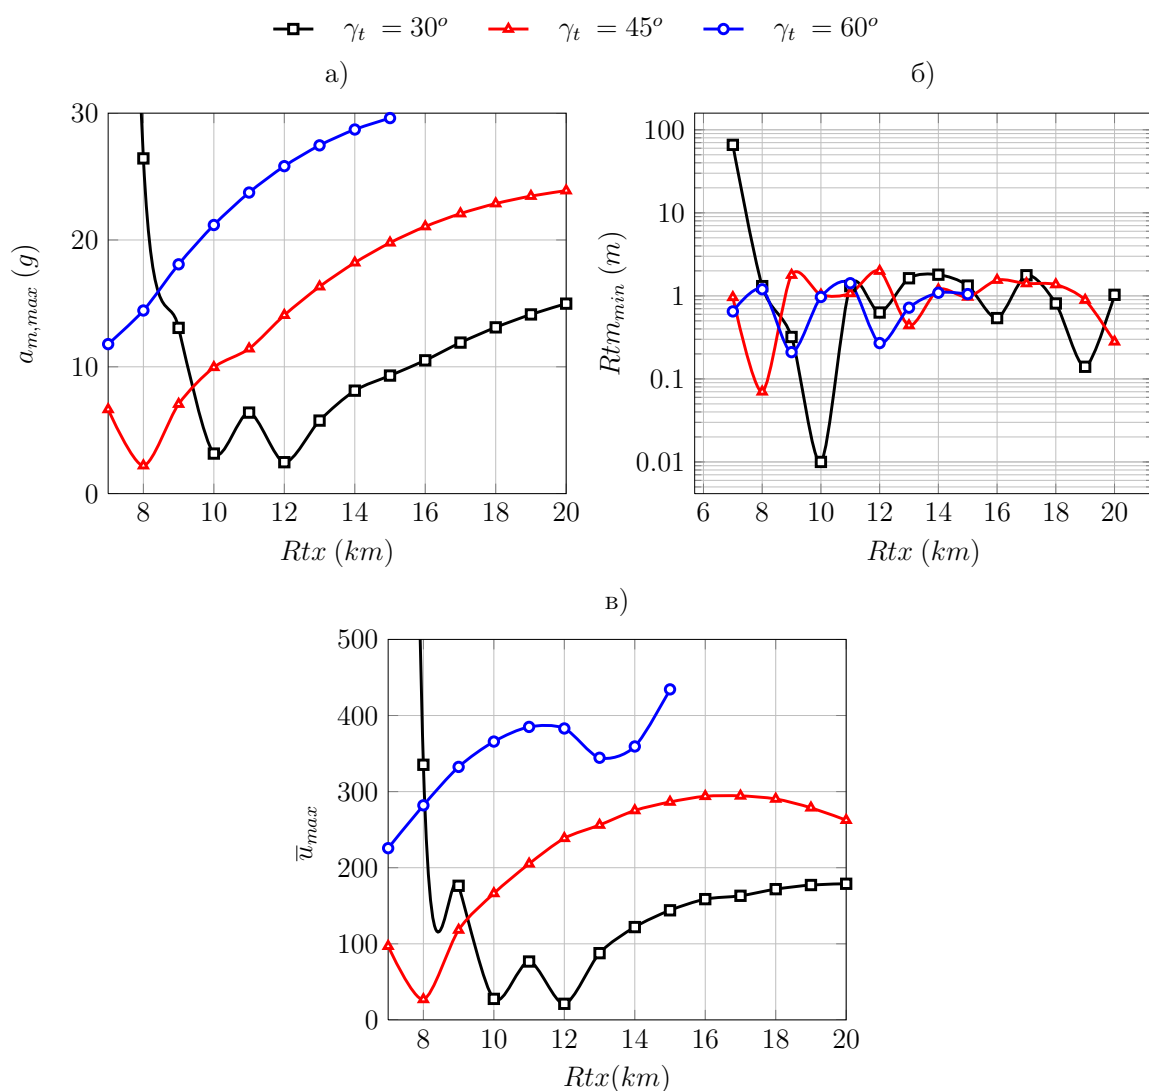 γt = 30o γt = 45o γt = 60o
а) б)
30
20
10
0
8 10 12 14 16 18 20
Rtx (km)
am,max (g)
100
10
1
0.1
0.01
6 8 10 12 14 16 18 20
Rtx (km)
Rtmmin (m)
в)
500
400
300
200
100
0
8 10 12 14 16 18 20
Rtx(km)
u̅max